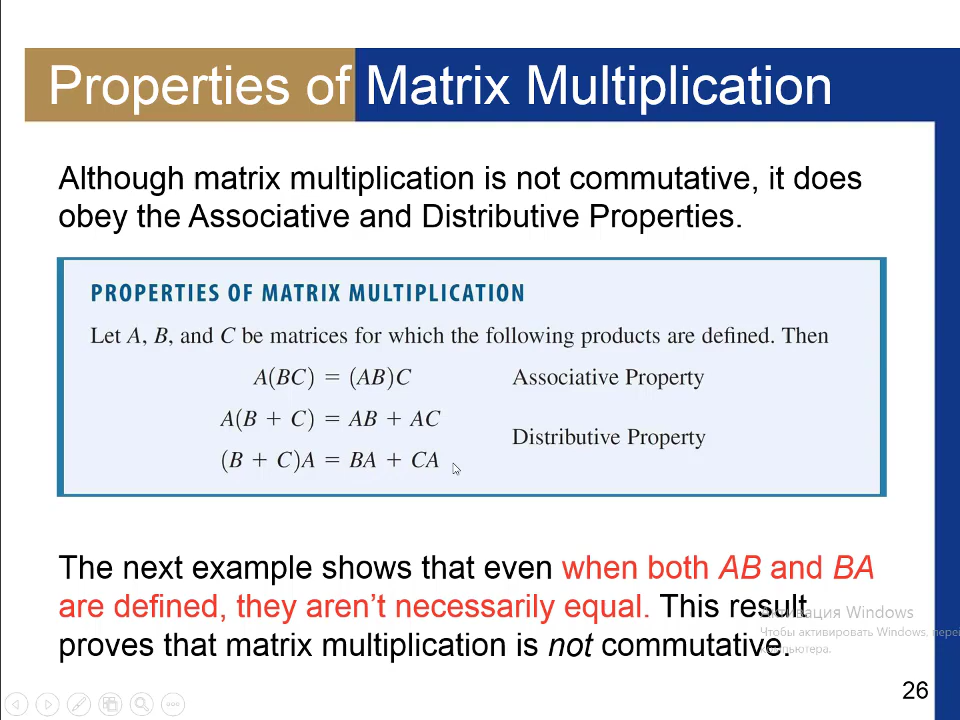 Properties of Matrix Multiplication
Although matrix multiplication is not commutative, it does
obey the Associative and Distributive Properties.
PROPERTIES OF MATRIX MULTIPLICATION
Let A, B, and C be matrices for which the following products are defined. Then
A(BC) = (AB)C Associative Property
A(B + C) = AB + AC
Distributive Property
(B + C)A = BA + CA
The next example shows that even when both AB and BA
are defined, they aren’t necessarily equal. This result
proves that matrix multiplication is not commutative.
Активация Windows
Чтобы активировать Windows,
26